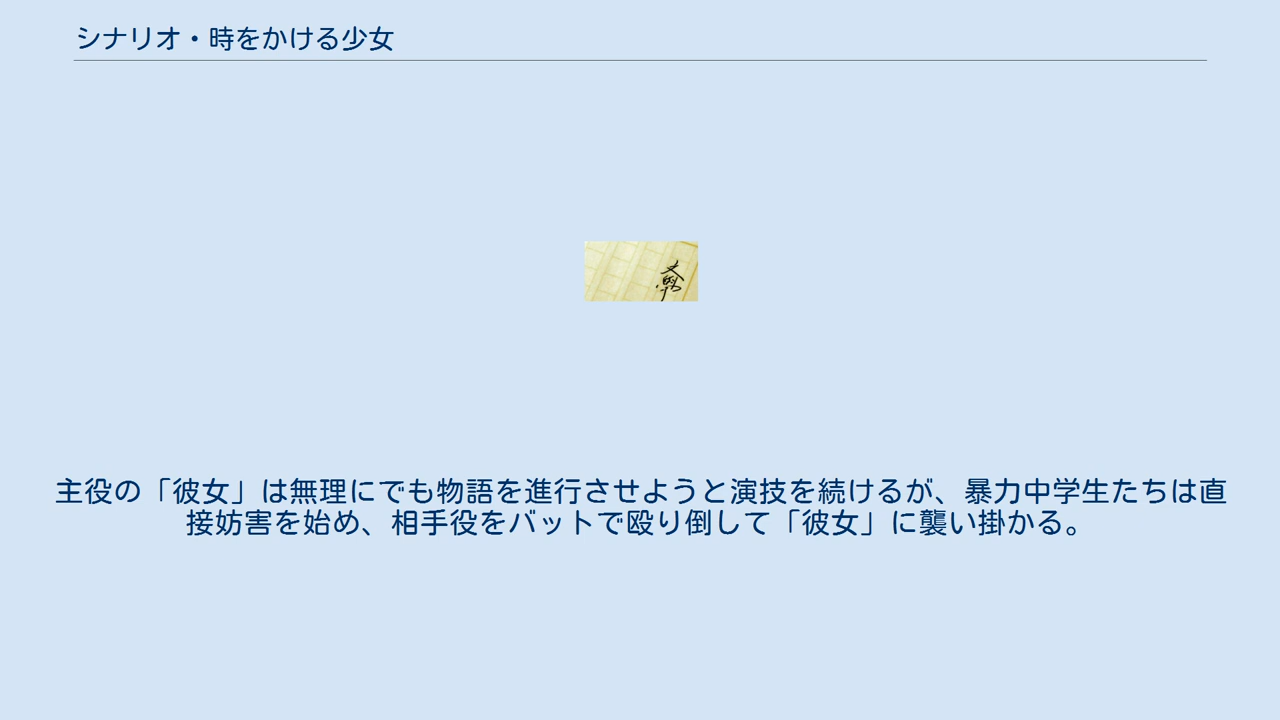 シナリオ・時をかける少女
主役の「彼女」は無理にでも物語を進行させようと演技を続けるが、暴力中学生たちは直
接妨害を始め、相手役をバットで殴り倒して「彼女」に襲い掛かる。